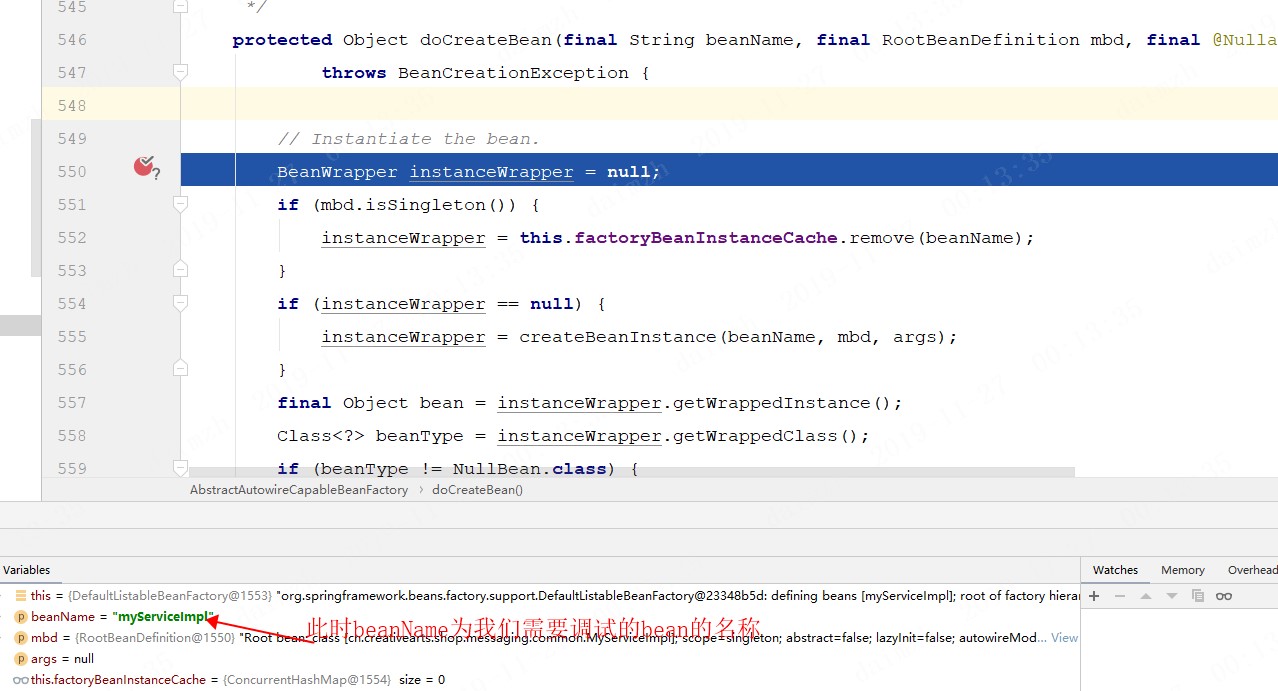 545 */
546 protected Object doCreateBean(final String beanName, final RootBeanDefinition mbd, final @Nulla
547 throws BeanCreationException {
548
549 // Instantiate the bean.
550 BeanWrapper instanceWrapper = null;
551 if (mbd.isSingleton()) {
552 instanceWrapper = this.factoryBeanInstanceCache.remove(beanName);
553 }
554 if (instanceWrapper == null) {
555 instanceWrapper = createBeanInstance(beanName, mbd, args);
556 }
557 final Object bean = instanceWrapper.getWrappedInstance();
558 Class<?> beanType = instanceWrapper.getWrappedClass();
559 if (beanType != NullBean.class) {
AbstractAutowireCapableBeanFactory › doCreateBean()
Variables
Watches Memory Overhead
this = {DefaultListableBeanFactory@1553} "org.springframework.beans.factory.support.DefaultListableBeanFactory@23348b5d: defining beans [myServiceImpl]; root of factory hierar
beanName = "myServiceImpl"
此时beanName为我们需要调试的bean的名称
mbd = {RootBeanDefinition@1550} "Root bean: class [cn.creativearts.shop.messaging.common.MyServiceImpl]; scope=singleton; abstract=false; lazyInit=false; autowireMod... View
args = null
this.factoryBeanInstanceCache = {ConcurrentHashMap@1554} size = 0